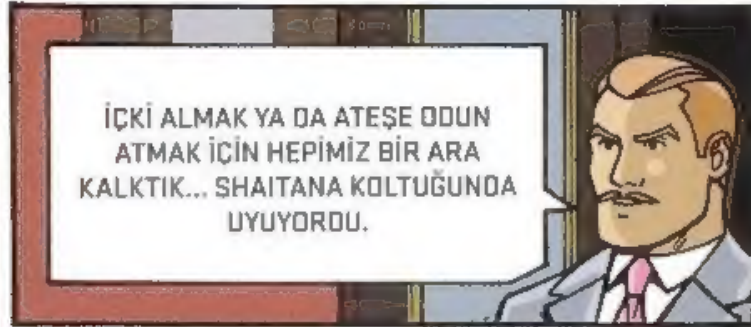 İÇKİ ALMAK YA DA ATEŞE ODUN
ATMAK İÇİN HEPİMİZ BİR ARA
KALKTIK... SHAITANA KOLTUĞUNDA
UYUYORDU.